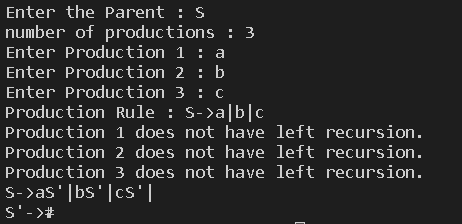 Enter the Parent : S
number of productions : 3
Enter Production 1 : a
Enter Production 2 : b
Enter Production 3 : c
Production Rule : S->a|b|c
Production 1 does not have left recursion.
Production 2 does not have left recursion.
Production 3 does not have left recursion.
S->aS'|bS'|cS'|
S'->#